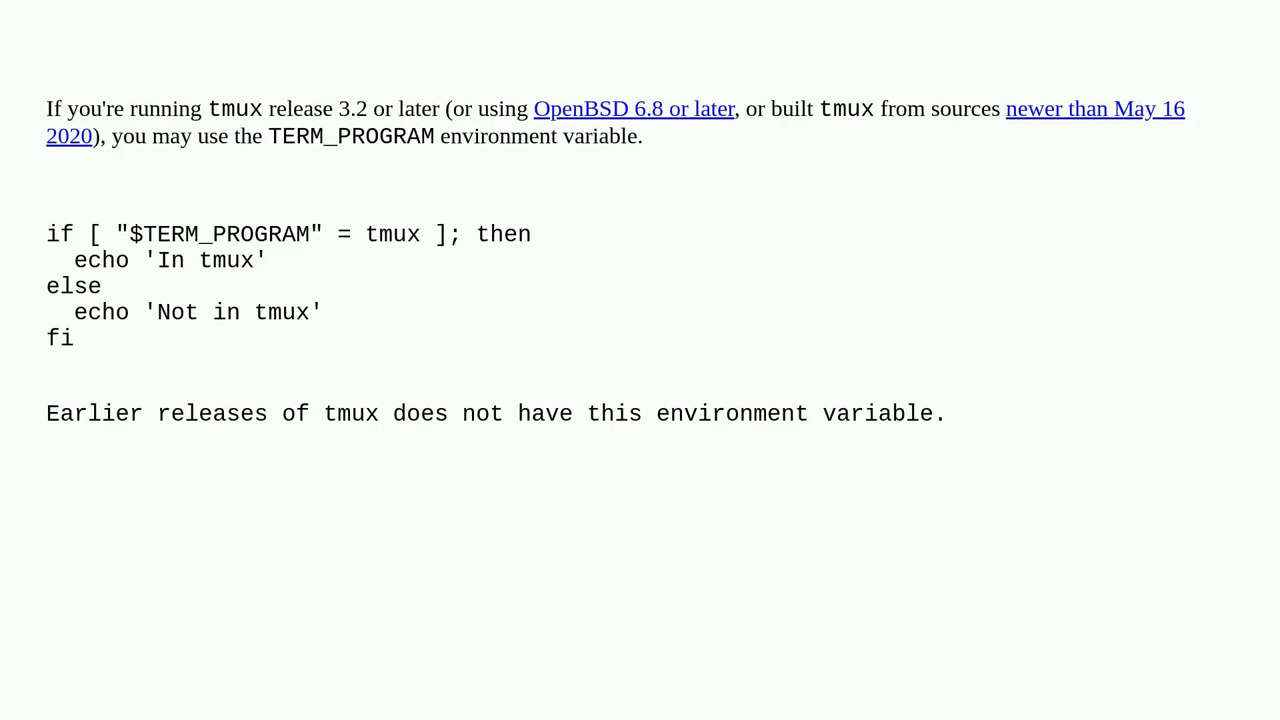 If you're running tmux release 3.2 or later (or using OpenBSD 6.8 or later, or built tmux from sources newer than May 16
2020), you may use the TERM_PROGRAM environment variable.
if [ "$TERM_PROGRAM" = tmux ]; then
  echo 'In tmux'
else
  echo 'Not in tmux'
fi
Earlier releases of tmux does not have this environment variable.